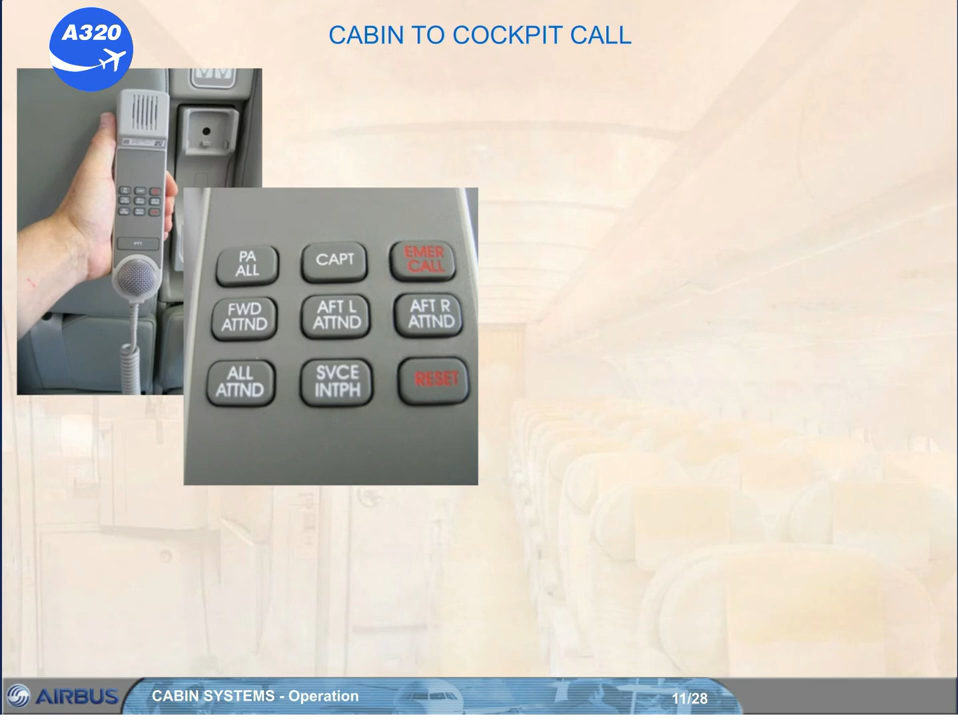 A320
CABIN TO COCKPIT CALL
PA
ALL
CAPT
EMER
CALL
FWD
ATTND
AFT L
ATTND
AFT R
ATTND
ALL
ATTND
SVCE
INTPH
RESET
PTT
AIRBUS
CABIN SYSTEMS - Operation
11/28